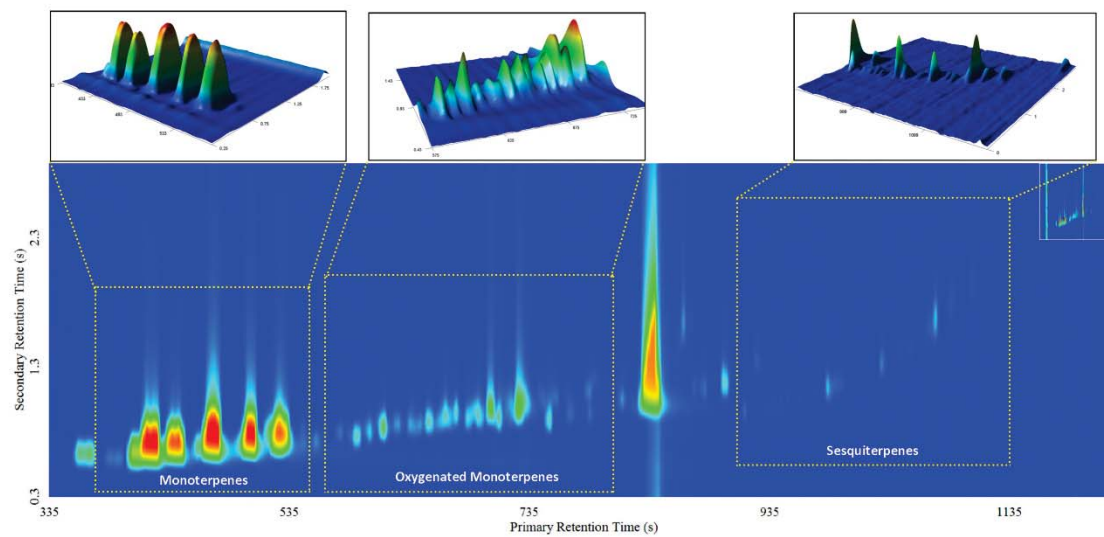 Monoterpenes
Oxygenated Monoterpenes
Sesquiterpenes
Secondary Retention Time (s)
2.3
1.3
0.3
335
535
735
935
1135
Primary Retention Time (s)